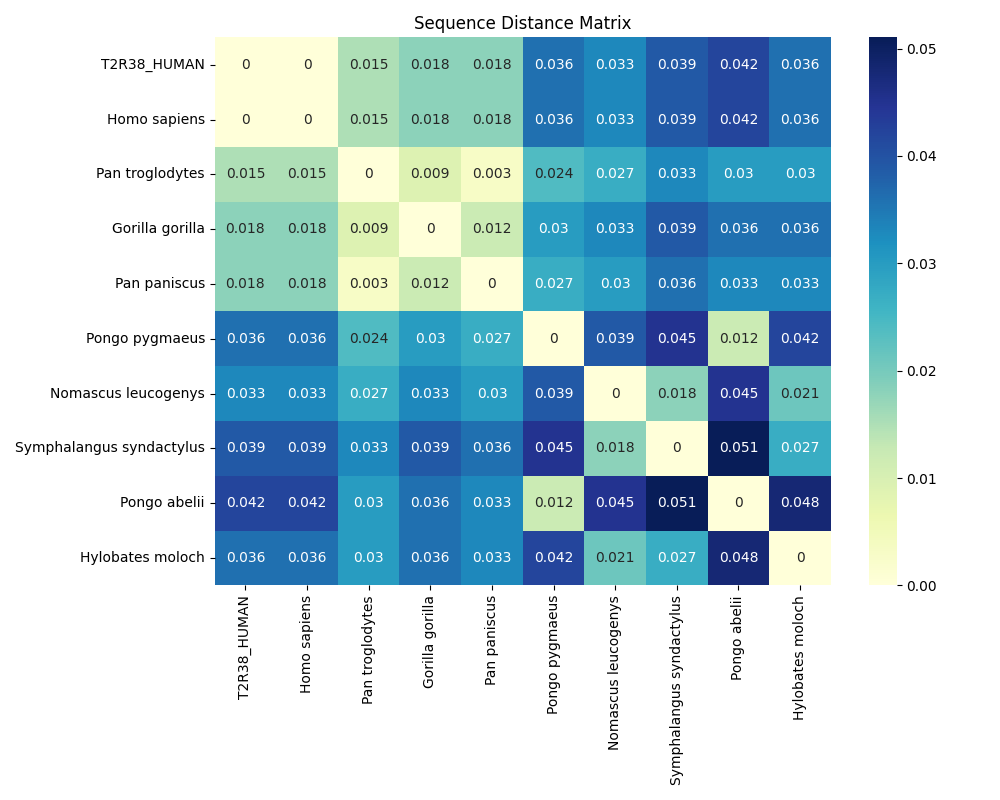 Sequence Distance Matrix
T2R38_HUMAN 0 0 0.015 0.018 0.018 0.036 0.033 0.039 0.042 0.036
Homo sapiens 0 0 0.015 0.018 0.018 0.036 0.033 0.039 0.042 0.036
Pan troglodytes 0.015 0.015 0 0.009 0.003 0.024 0.027 0.033 0.03 0.03
Gorilla gorilla 0.018 0.018 0.009 0 0.012 0.03 0.033 0.039 0.036 0.036
Pan paniscus 0.018 0.018 0.003 0.012 0 0.027 0.03 0.036 0.033 0.033
Pongo pygmaeus 0.036 0.036 0.024 0.03 0.027 0 0.039 0.045 0.012 0.042
Nomascus leucogenys 0.033 0.033 0.027 0.033 0.03 0.039 0 0.018 0.045 0.021
Symphalangus syndactylus 0.039 0.039 0.033 0.039 0.036 0.045 0.018 0 0.051 0.027
Pongo abelii 0.042 0.042 0.03 0.036 0.033 0.012 0.045 0.051 0 0.048
Hylobates moloch 0.036 0.036 0.03 0.036 0.033 0.042 0.021 0.027 0.048 0
T2R38_HUMAN
Homo sapiens
Pan troglodytes
Gorilla gorilla
Pan paniscus
Pongo pygmaeus
Nomascus leucogenys
Symphalangus syndactylus
Pongo abelii
Hylobates moloch
0.05
0.04
0.03
0.02
0.01
0.00